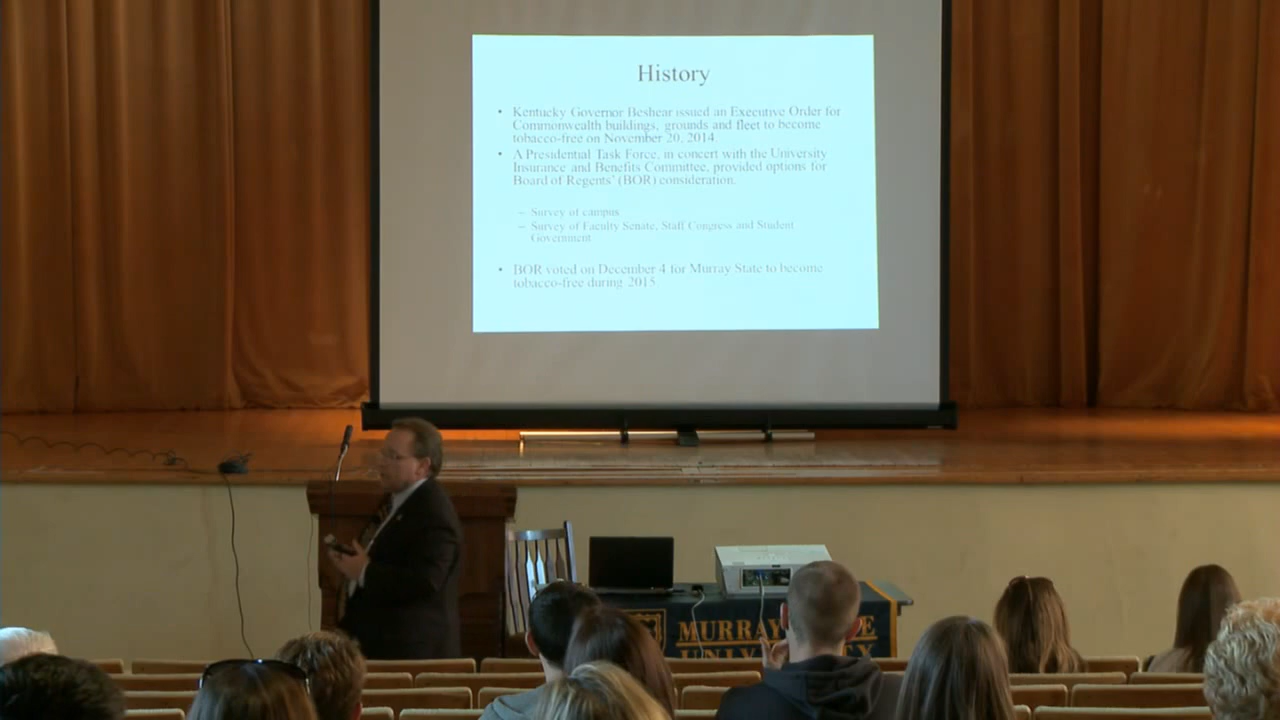 History
• Kentucky Governor Beshear issued an Executive Order for
Commonwealth buildings, grounds and fleet to become
tobacco-free on November 20, 2014.
• A Presidential Task Force, in concert with the University
Insurance and Benefits Committee, provided options for
Board of Regents' (BOR) consideration.
– Survey of campus
– Survey of Faculty Senate, Staff Congress and Student
Government
• BOR voted on December 4 for Murray State to become
tobacco-free during 2015.
MURRAY STATE
UNIVERSITY